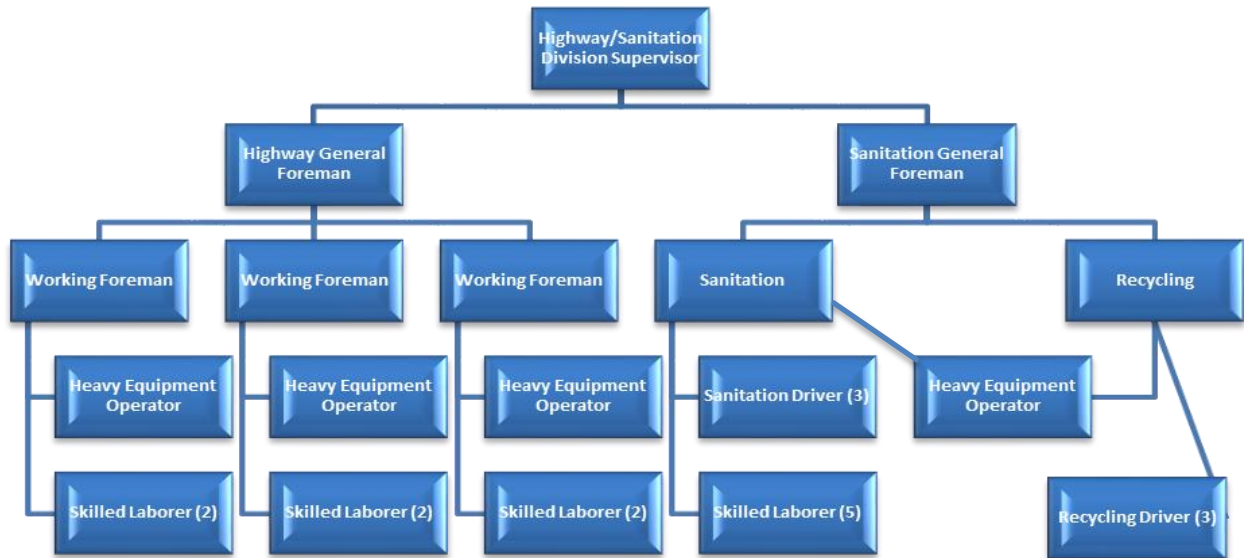 Highway/Sanitation
Division Supervisor
Highway General
Foreman
Sanitation General
Foreman
Working Foreman
Working Foreman
Working Foreman
Sanitation
Recycling
Heavy Equipment
Operator
Heavy Equipment
Operator
Heavy Equipment
Operator
Sanitation Driver (3)
Heavy Equipment
Operator
Skilled Laborer (2)
Skilled Laborer (2)
Skilled Laborer (2)
Skilled Laborer (5)
Recycling Driver (3)